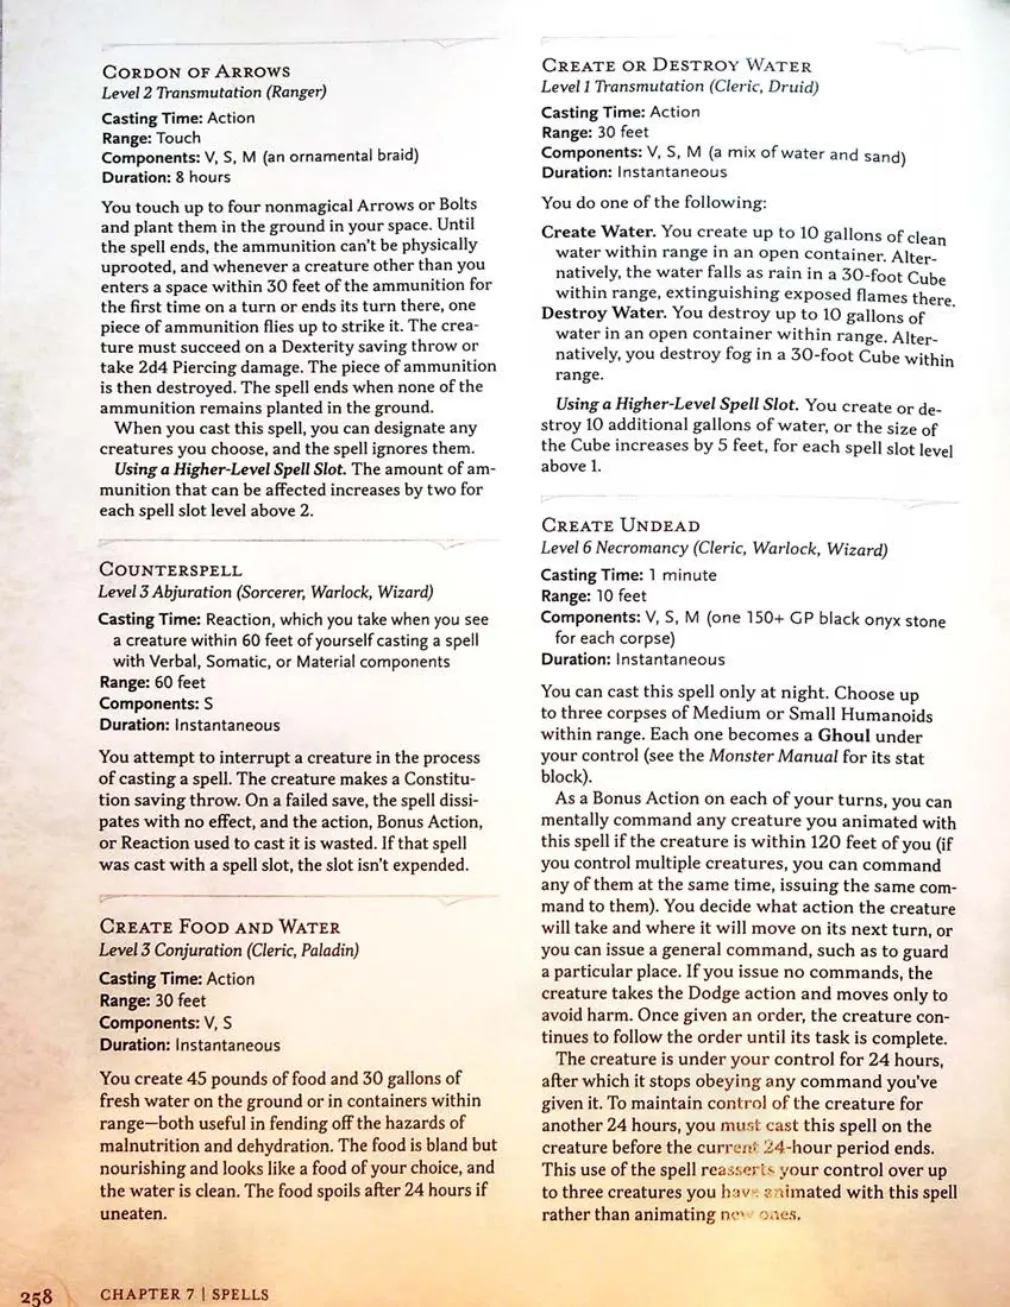 CORDON OF ARROWS
Level 2 Transmutation (Ranger)
Casting Time: Action
Range: Touch
Components: V, S, M (an ornamental braid)
Duration: 8 hours
You touch up to four nonmagical Arrows or Bolts
and plant them in the ground in your space. Until
the spell ends, the ammunition can't be physically
uprooted, and whenever a creature other than you
enters a space within 30 feet of the ammunition for
the first time on a turn or ends its turn there, one
piece of ammunition flies up to strike it. The crea-
ture must succeed on a Dexterity saving throw or
take 2d4 Piercing damage. The piece of ammunition
is then destroyed. The spell ends when none of the
ammunition remains planted in the ground.
When you cast this spell, you can designate any
creatures you choose, and the spell ignores them.
Using a Higher-Level Spell Slot. The amount of am-
munition that can be affected increases by two for
each spell slot level above 2.
COUNTERSPELL
Level 3 Abjuration (Sorcerer, Warlock, Wizard)
Casting Time: Reaction, which you take when you see
a creature within 60 feet of yourself casting a spell
with Verbal, Somatic, or Material components
Range: 60 feet
Components: S
Duration: Instantaneous
You attempt to interrupt a creature in the process
of casting a spell. The creature makes a Constitu-
tion saving throw. On a failed save, the spell dissi-
pates with no effect, and the action, Bonus Action,
or Reaction used to cast it is wasted. If that spell
was cast with a spell slot, the slot isn't expended.
CREATE FOOD AND WATER
Level 3 Conjuration (Cleric, Paladin)
Casting Time: Action
Range: 30 feet
Components: V, S
Duration: Instantaneous
You create 45 pounds of food and 30 gallons of
fresh water on the ground or in containers within
range—both useful in fending off the hazards of
malnutrition and dehydration. The food is bland but
nourishing and looks like a food of your choice, and
the water is clean. The food spoils after 24 hours if
uneaten.
CREATE OR DESTROY WATER
Level 1 Transmutation (Cleric, Druid)
Casting Time: Action
Range: 30 feet
Components: V, S, M (a mix of water and sand)
Duration: Instantaneous
You do one of the following:
Create Water. You create up to 10 gallons of clean
water within range in an open container. Alter-
natively, the water falls as rain in a 30-foot Cube
within range, extinguishing exposed flames there.
Destroy Water. You destroy up to 10 gallons of
water in an open container within range. Alter-
natively, you destroy fog in a 30-foot Cube within
range.
Using a Higher-Level Spell Slot. You create or de-
stroy 10 additional gallons of water, or the size of
the Cube increases by 5 feet, for each spell slot level
above 1.
CREATE UNDEAD
Level 6 Necromancy (Cleric, Warlock, Wizard)
Casting Time: 1 minute
Range: 10 feet
Components: V, S, M (one 150+ GP black onyx stone
for each corpse)
Duration: Instantaneous
You can cast this spell only at night. Choose up
to three corpses of Medium or Small Humanoids
within range. Each one becomes a Ghoul under
your control (see the Monster Manual for its stat
block).
As a Bonus Action on each of your turns, you can
mentally command any creature you animated with
this spell if the creature is within 120 feet of you (if
you control multiple creatures, you can command
any of them at the same time, issuing the same com-
mand to them). You decide what action the creature
will take and where it will move on its next turn, or
you can issue a general command, such as to guard
a particular place. If you issue no commands, the
creature takes the Dodge action and moves only to
avoid harm. Once given an order, the creature con-
tinues to follow the order until its task is complete.
The creature is under your control for 24 hours,
after which it stops obeying any command you've
given it. To maintain control of the creature for
another 24 hours, you must cast this spell on the
creature before the current 24-hour period ends.
This use of the spell reasserts your control over up
to three creatures you have animated with this spell
rather than animating new ones.
258 CHAPTER 7 | SPELLS